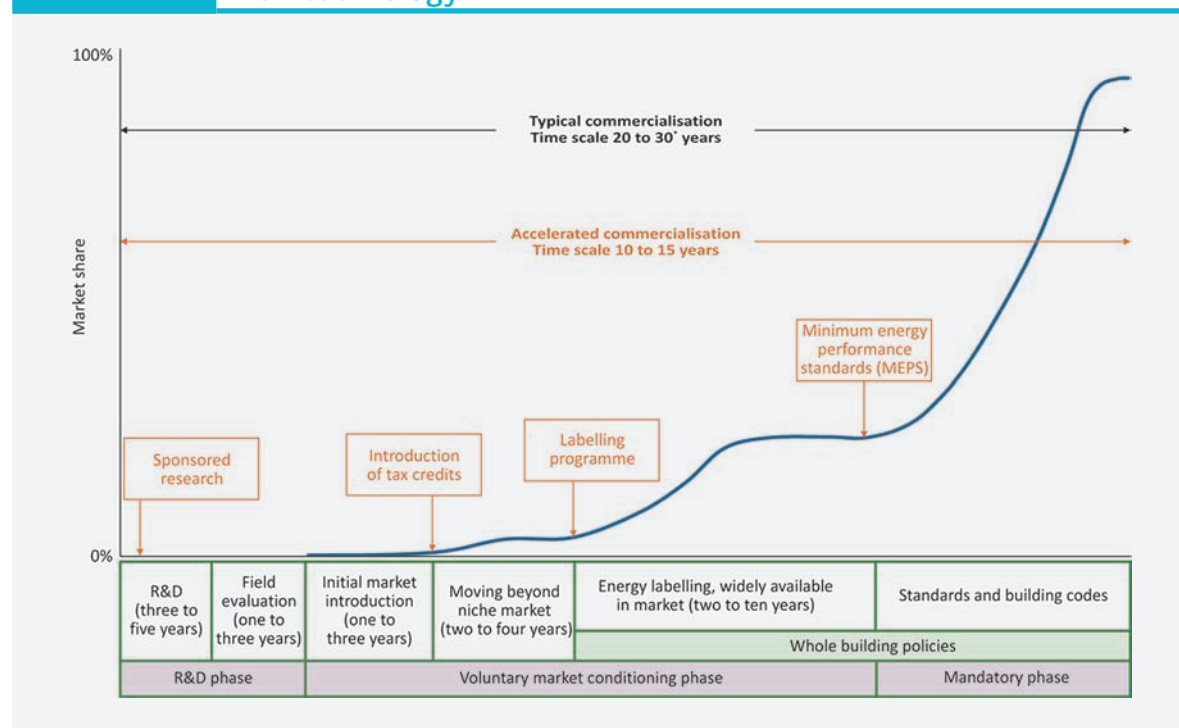 100%
Typical commercialisation
Time scale 20 to 30* years
Accelerated commercialisation
Time scale 10 to 15 years
Market share
Minimum energy
performance
standards (MEPS)
Sponsored
research
Introduction
of tax credits
Labelling
programme
0%
R&D
(three to
five years)
Field
evaluation
(one to
three years)
Initial market
introduction
(one to
three years)
Moving beyond
niche market
(two to four years)
Energy labelling, widely available
in market (two to ten years)
Standards and building codes
Whole building policies
R&D phase
Voluntary market conditioning phase
Mandatory phase